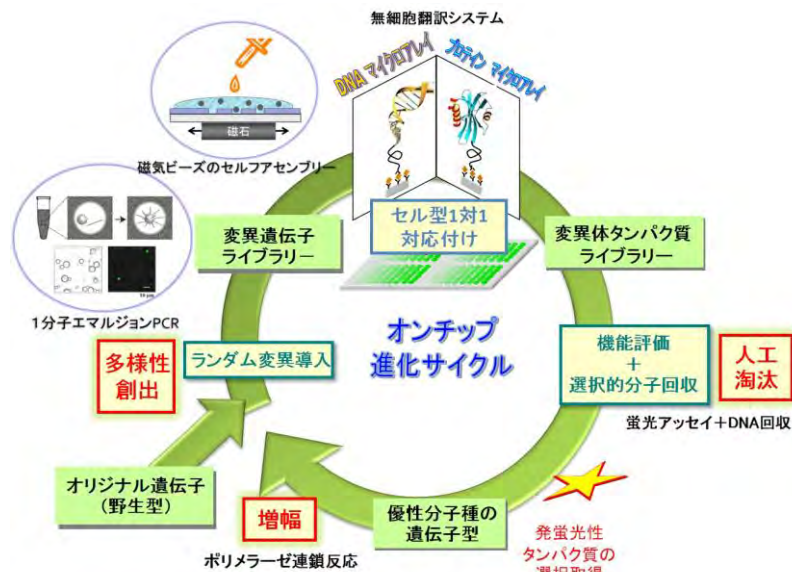 無細胞翻訳システム
DNA マイクロアレイ
プロテイン マイクロアレイ
磁石
磁気ビーズのセルフアセンブリー
セル型1対1
対応付け
変異遺伝子
ライブラリー
変異体タンパク質
ライブラリー
1分子エマルジョンPCR
オンチップ
進化サイクル
多様性
創出
ランダム変異導入
機能評価
+
選択的分子回収
人工
淘汰
蛍光アッセイ+DNA回収
オリジナル遺伝子
(野生型)
増幅
ポリメラーゼ連鎖反応
優性分子種の
遺伝子型
発蛍光性
タンパク質の
選択取得